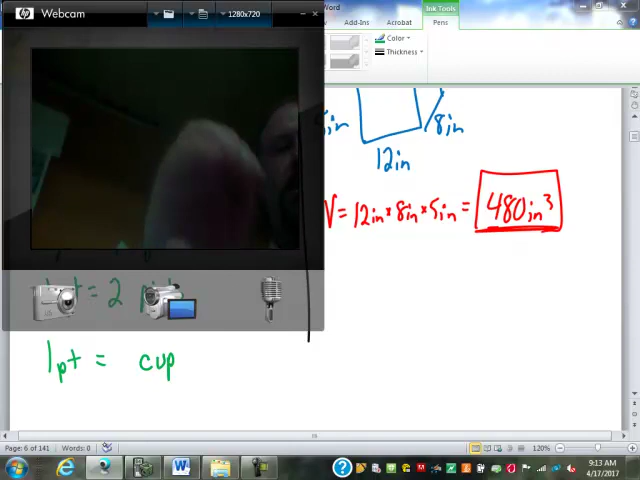 Webcam
1280x720
Ink Tools
Add-Ins
Acrobat
Pens
Color
Thickness
8in
12in
V = 12in × 8in × 5in = 480in³
= 2
1pt = cup
Page: 6 of 141
Words: 0
120%
9:13 AM
4/17/2017